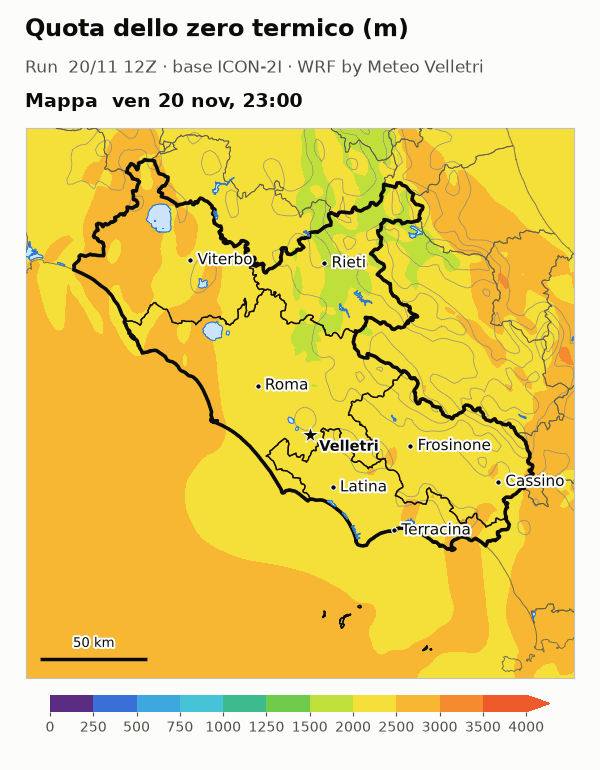 Quota dello zero termico (m)
Run  20/11 12Z · base ICON-2I · WRF by Meteo Velletri
Mappa  ven 20 nov, 23:00
Viterbo
Rieti
Roma
Velletri
Frosinone
Cassino
Latina
Terracina
50 km
0 250 500 750 1000 1250 1500 2000 2500 3000 3500 4000